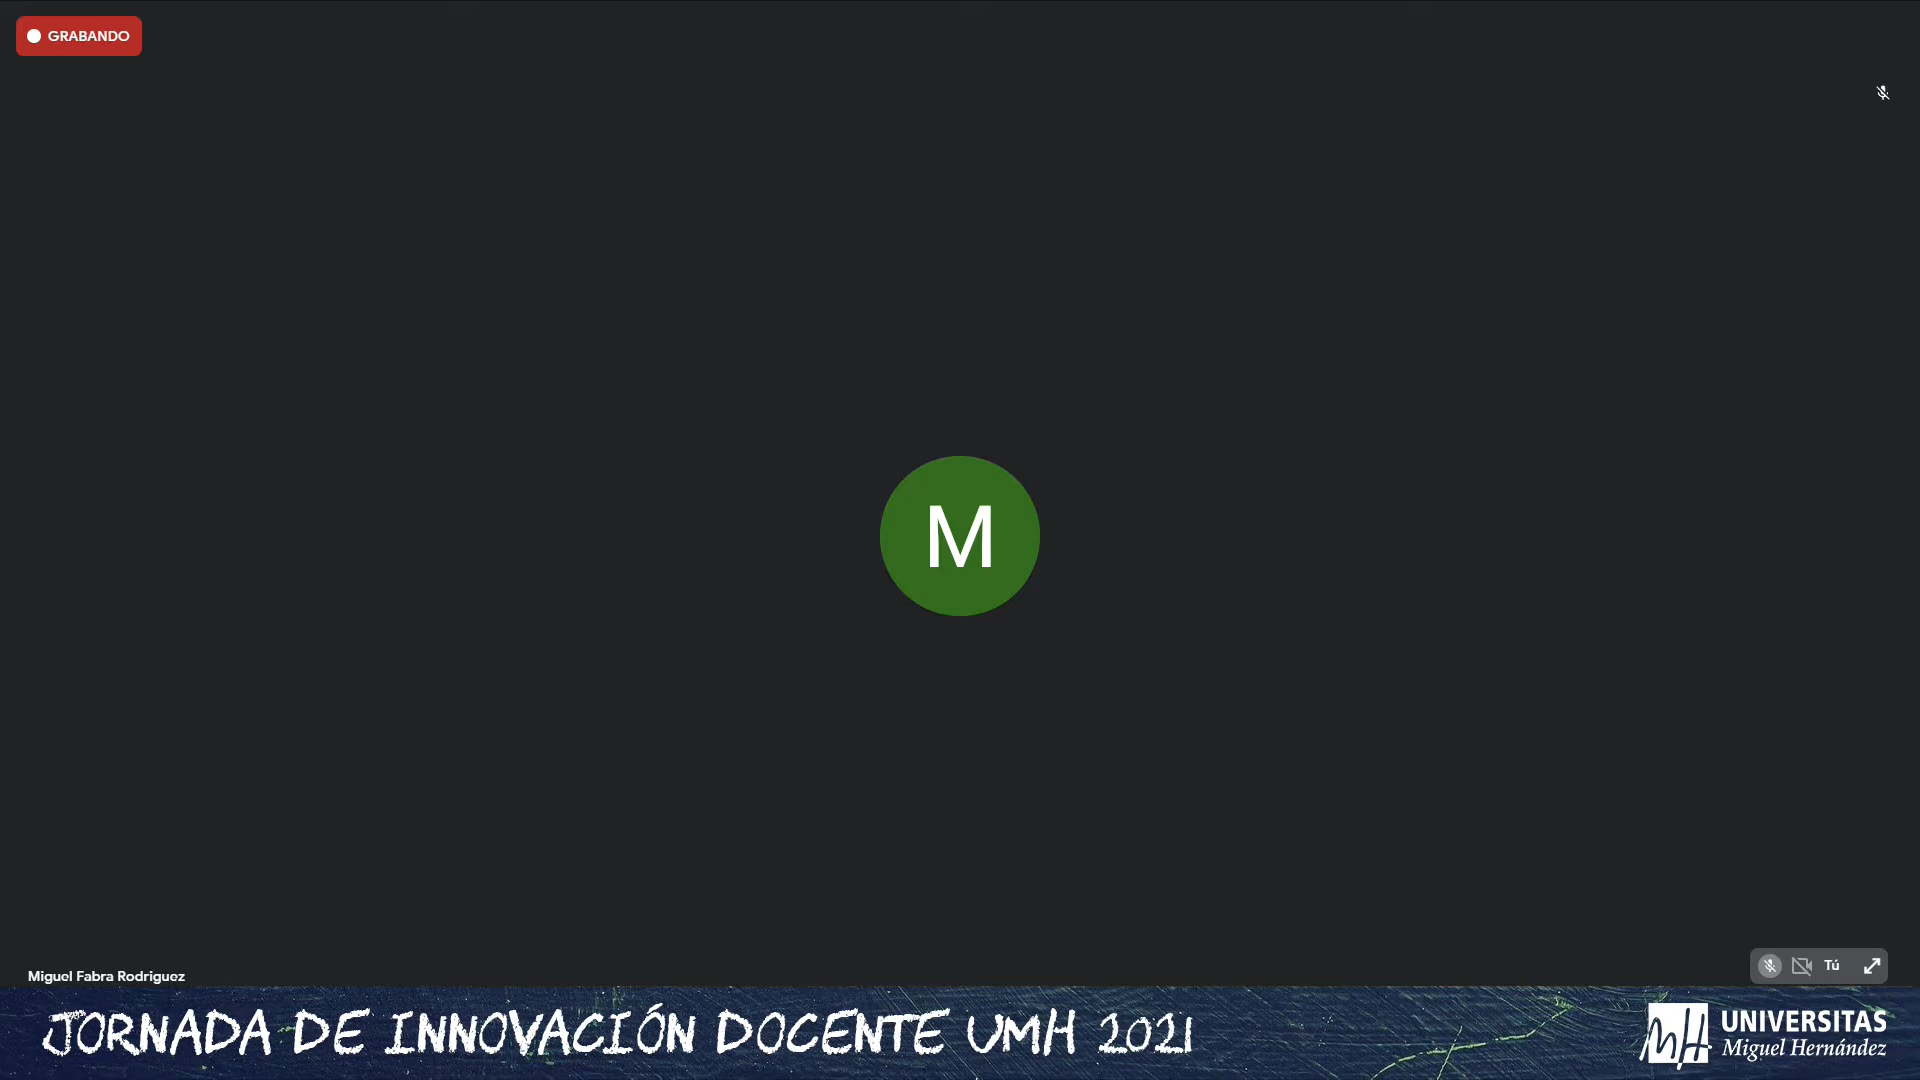 GRABANDO
M
Miguel Fabra Rodriguez
Tú
JORNADA DE INNOVACIÓN DOCENTE UMH 2021
UNIVERSITAS
Miguel Hernández